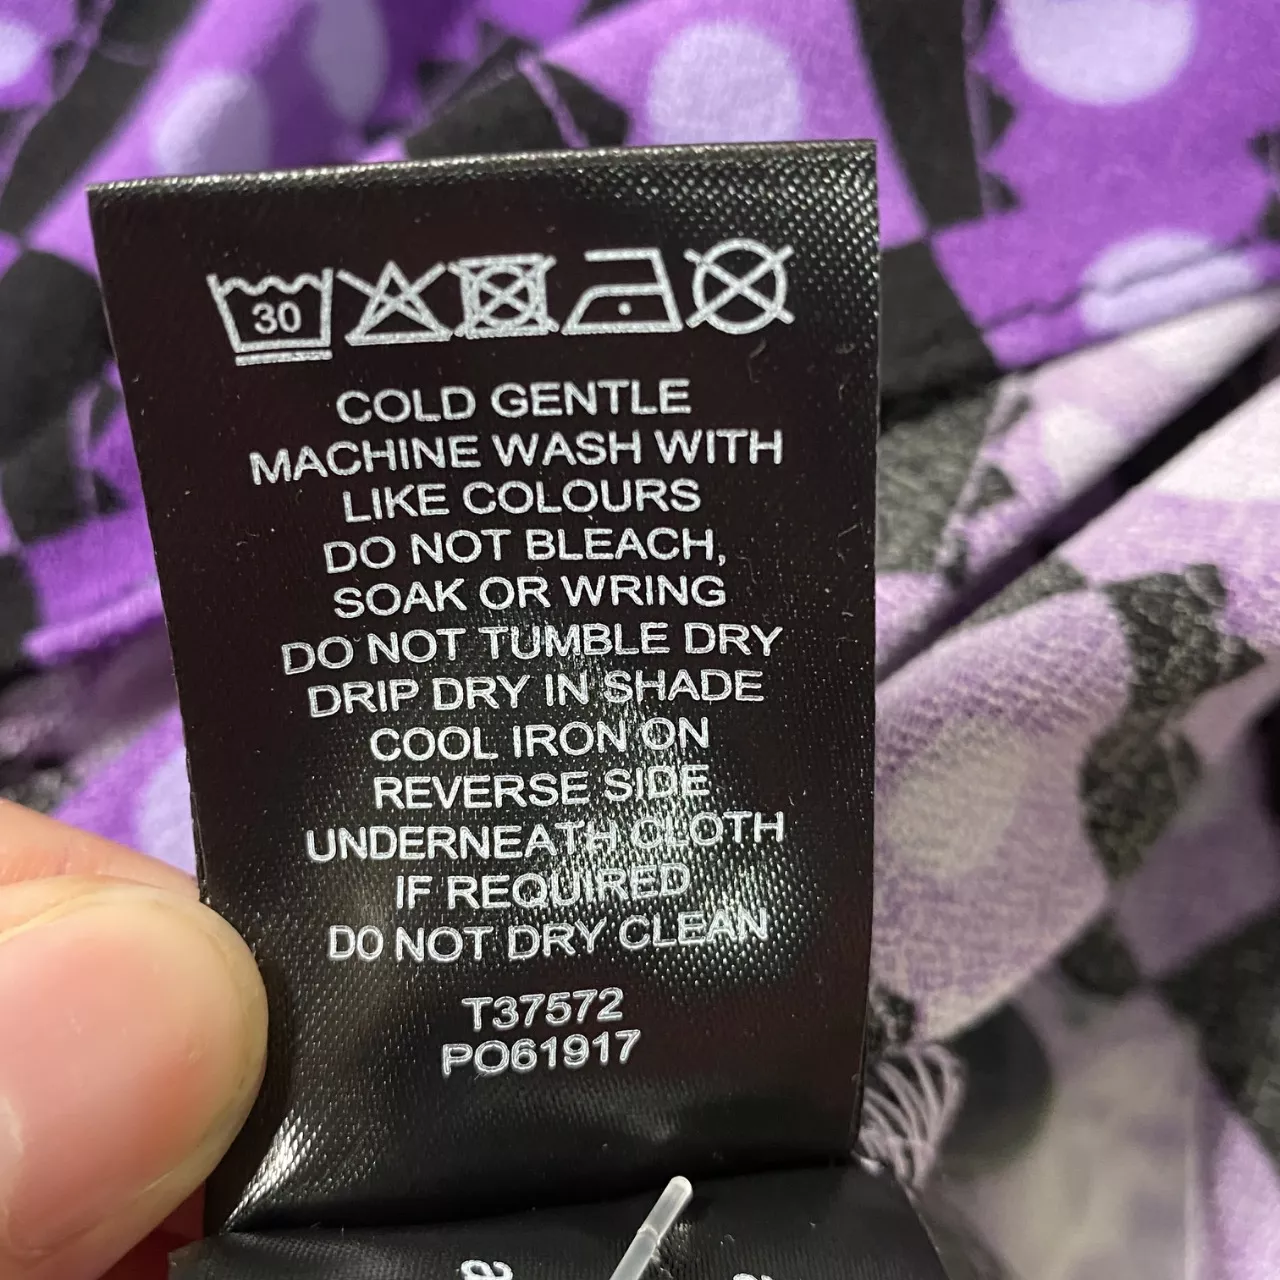 30
COLD GENTLE
MACHINE WASH WITH
LIKE COLOURS
DO NOT BLEACH,
SOAK OR WRING
DO NOT TUMBLE DRY
DRIP DRY IN SHADE
COOL IRON ON
REVERSE SIDE
UNDERNEATH CLOTH
IF REQUIRED
DO NOT DRY CLEAN
T37572
PO61917